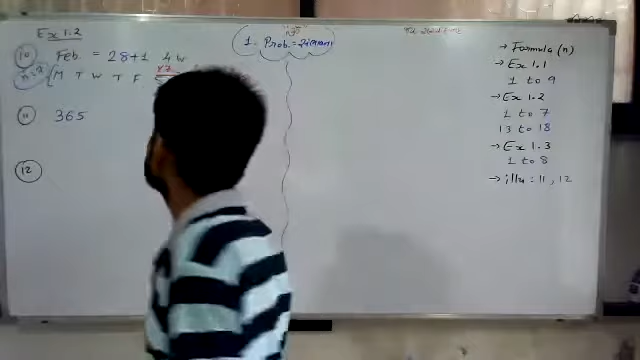 Ex 1.2
10 Feb. = 28+1 4w
n=7 [M T W T F S
11 365
12
1. Prob.
→ Formula (n)
→ Ex 1.1
1 to 9
→ Ex 1.2
1 to 7
13 to 18
→ Ex 1.3
1 to 8
→ illu : 11, 12